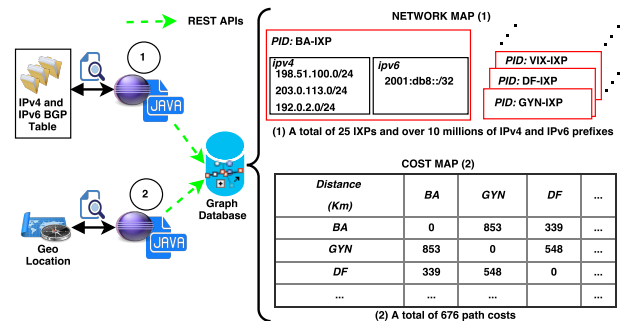 REST APIs
1
JAVA
IPv4 and
IPv6 BGP
Table
2
JAVA
Geo
Location
Graph
Database
NETWORK MAP (1)
PID: BA-IXP
ipv4
198.51.100.0/24
203.0.113.0/24
192.0.2.0/24
ipv6
2001:db8::/32
PID: VIX-IXP
PID: DF-IXP
PID: GYN-IXP
(1) A total of 25 IXPs and over 10 millions of IPv4 and IPv6 prefixes
COST MAP (2)
Distance (Km) BA GYN DF ...
BA 0 853 339 ...
GYN 853 0 548 ...
DF 339 548 0 ...
... ... ... ...
(2) A total of 676 path costs